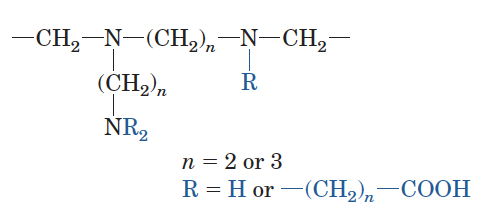 —CH₂—N—(CH₂)ₙ—N—CH₂—
(CH₂)ₙ R
NR₂
n = 2 or 3
R = H or —(CH₂)ₙ—COOH